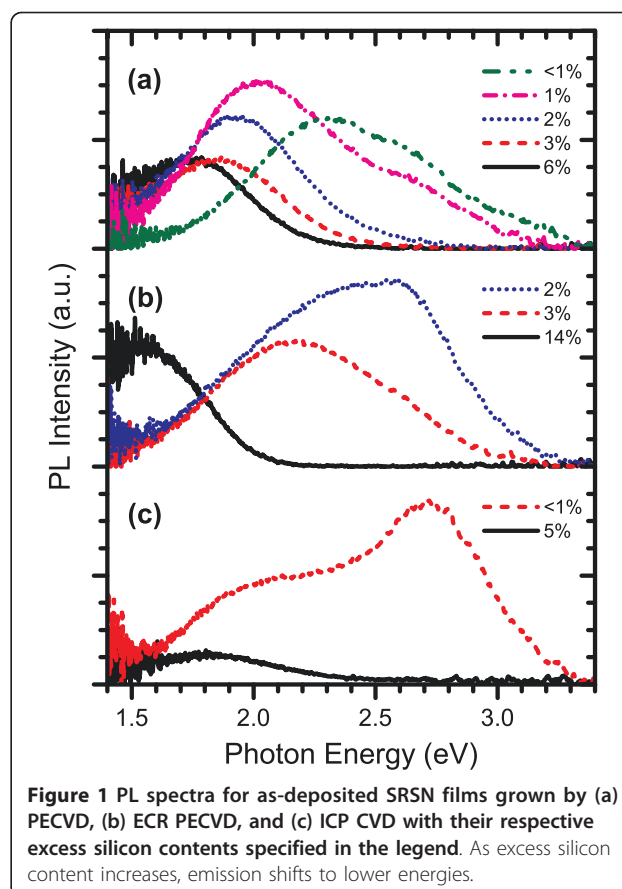 (a)
<1%
1%
2%
3%
6%
(b)
2%
3%
14%
(c)
<1%
5%
PL Intensity (a.u.)
1.5 2.0 2.5 3.0
Photon Energy (eV)
Figure 1 PL spectra for as-deposited SRSN films grown by (a)
PECVD, (b) ECR PECVD, and (c) ICP CVD with their respective
excess silicon contents specified in the legend. As excess silicon
content increases, emission shifts to lower energies.